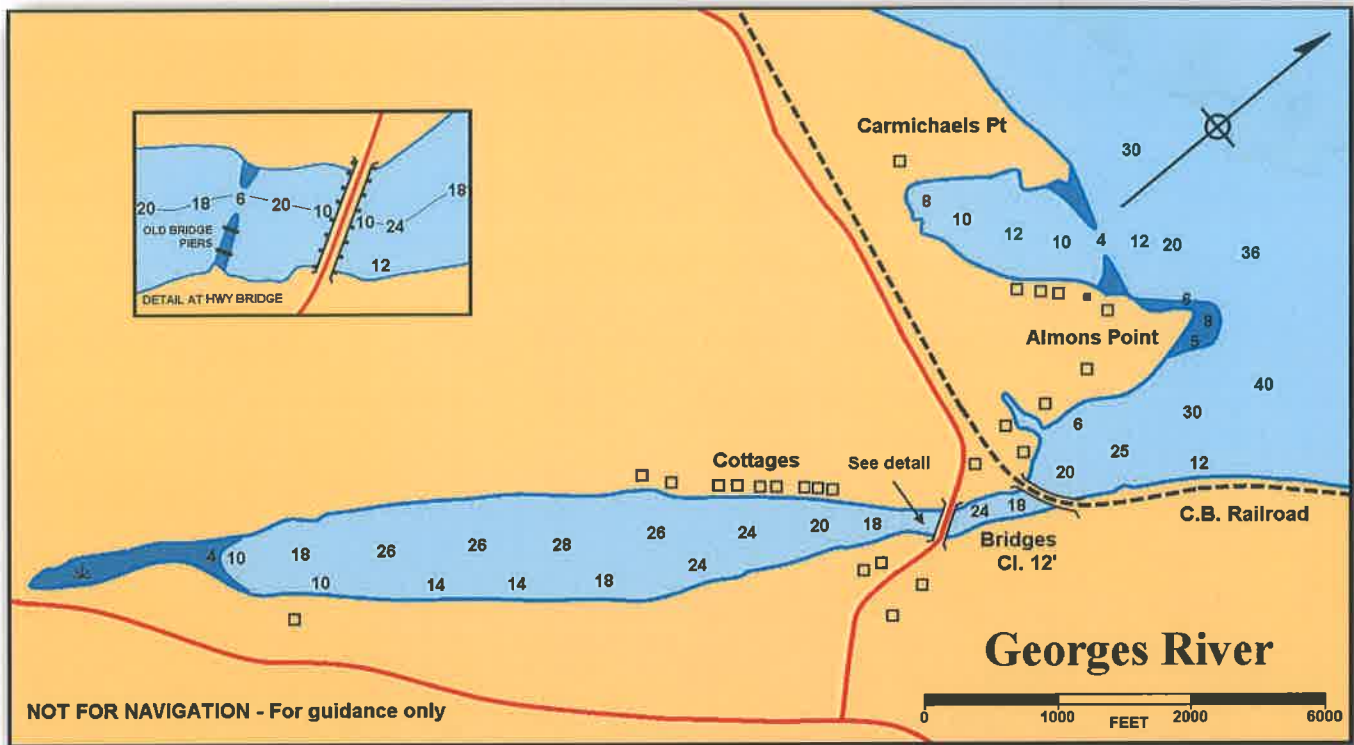 Carmichaels Pt
30
8
10
12
10
4
12
20
36
6
8
5
Almons Point
40
30
6
25
20
12
C.B. Railroad
20 18 6 20 10 10 24 18
OLD BRIDGE
PIERS
12
DETAIL AT HWY BRIDGE
Cottages
See detail
4 10 18 26 26 28 26 24 20 18 24 18
10 14 14 18 24
Bridges
Cl. 12'
Georges River
NOT FOR NAVIGATION - For guidance only
0 1000 2000 6000
FEET